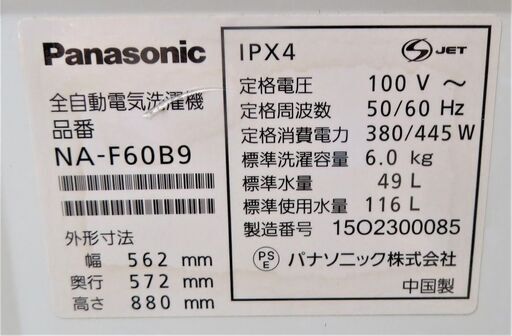 Panasonic
全自動電気洗濯機
品番
NA-F60B9
外形寸法
幅 562 mm
奥行 572 mm
高さ 880 mm
IPX4
S JET
定格電圧 100 V ～
定格周波数 50/60 Hz
定格消費電力 380/445 W
標準洗濯容量 6.0 kg
標準水量 49 L
標準使用水量 116 L
製造番号 15O2300085
PS E パナソニック株式会社
中国製